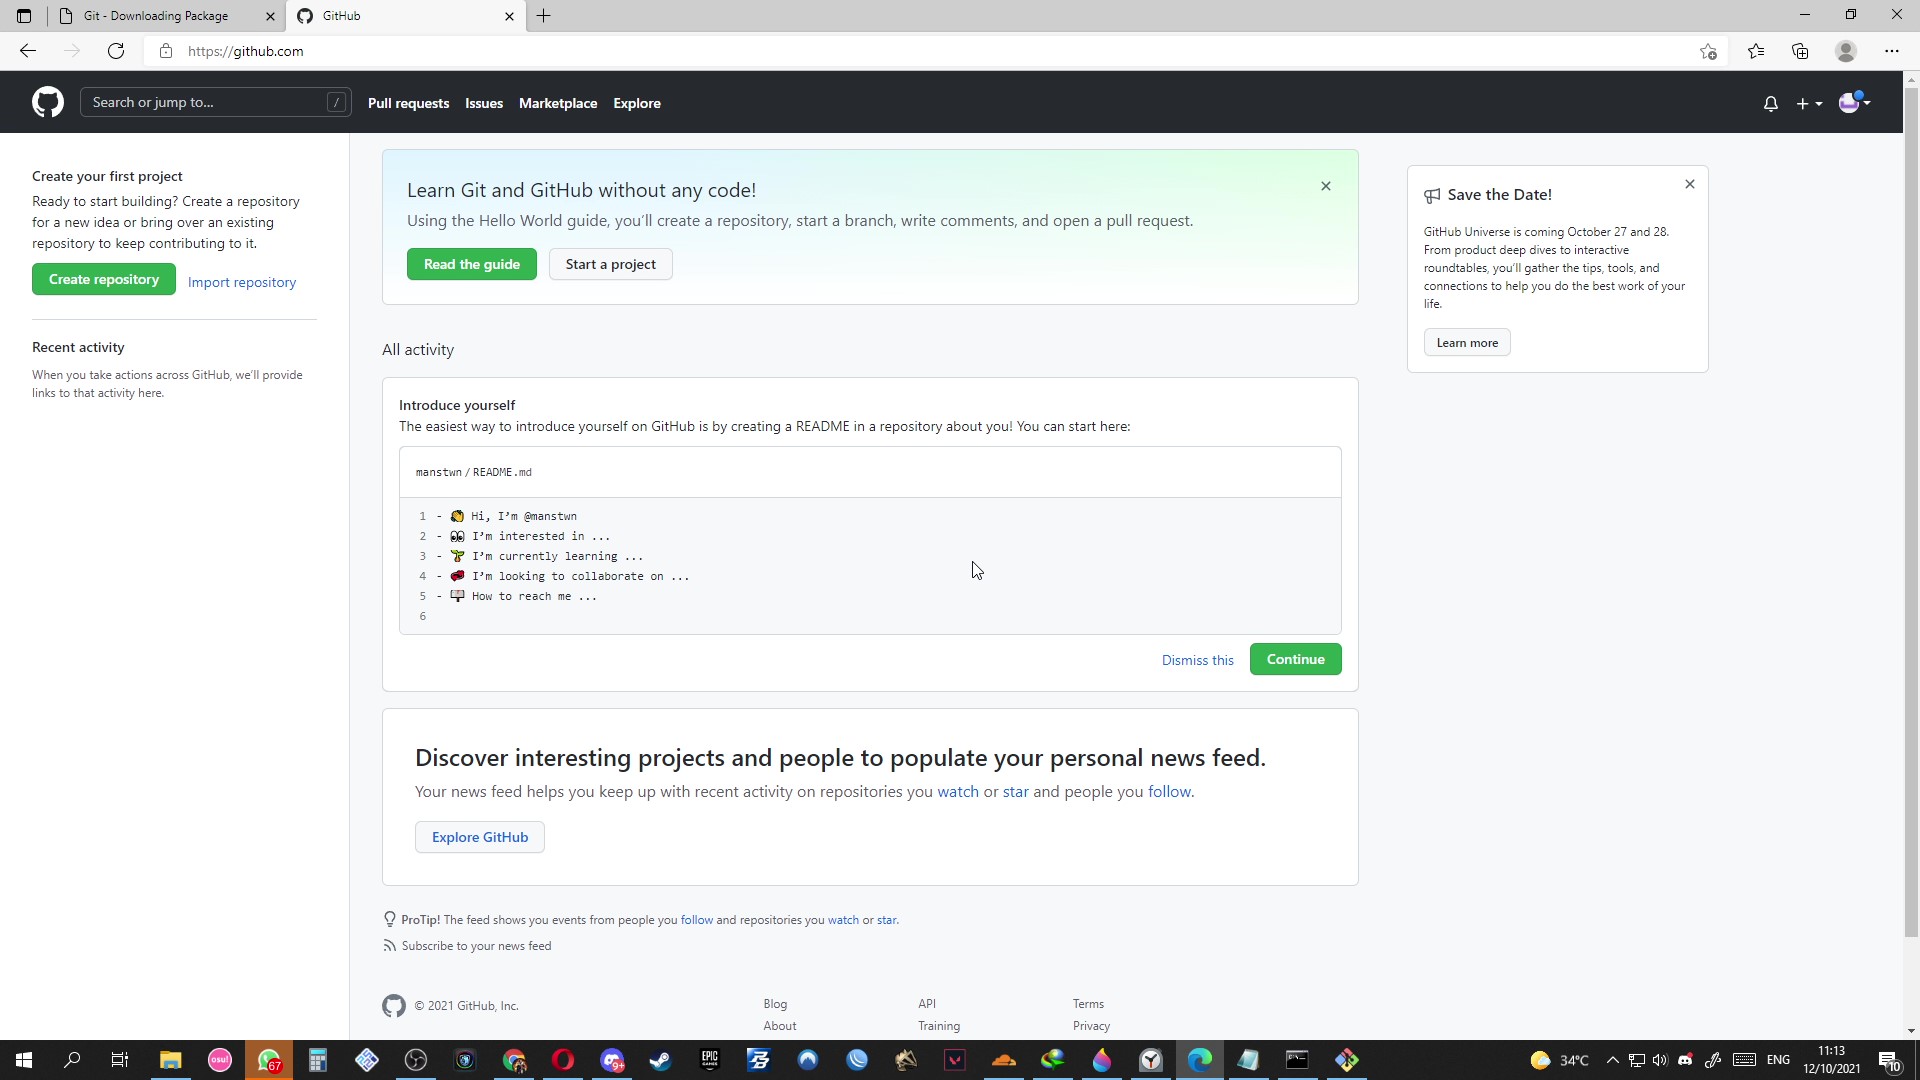 Git - Downloading Package
GitHub
https://github.com
Search or jump to...
/
Pull requests
Issues
Marketplace
Explore
Create your first project
Ready to start building? Create a repository
for a new idea or bring over an existing
repository to keep contributing to it.
Create repository
Import repository
Recent activity
When you take actions across GitHub, we'll provide
links to that activity here.
Learn Git and GitHub without any code!
Using the Hello World guide, you'll create a repository, start a branch, write comments, and open a pull request.
Read the guide
Start a project
All activity
Introduce yourself
The easiest way to introduce yourself on GitHub is by creating a README in a repository about you! You can start here:
manstwn / README.md
1 - 👋 Hi, I'm @manstwn
2 - 👀 I'm interested in ...
3 - 🌱 I'm currently learning ...
4 - 💞️ I'm looking to collaborate on ...
5 - 📫 How to reach me ...
6
Dismiss this
Continue
Discover interesting projects and people to populate your personal news feed.
Your news feed helps you keep up with recent activity on repositories you watch or star and people you follow.
Explore GitHub
ProTip! The feed shows you events from people you follow and repositories you watch or star.
Subscribe to your news feed
© 2021 GitHub, Inc.
Blog
About
API
Training
Terms
Privacy
Save the Date!
GitHub Universe is coming October 27 and 28.
From product deep dives to interactive
roundtables, you'll gather the tips, tools, and
connections to help you do the best work of your
life.
Learn more
osu!
67
9+
EPIC
GAMES
34°C
ENG
11:13
12/10/2021
10